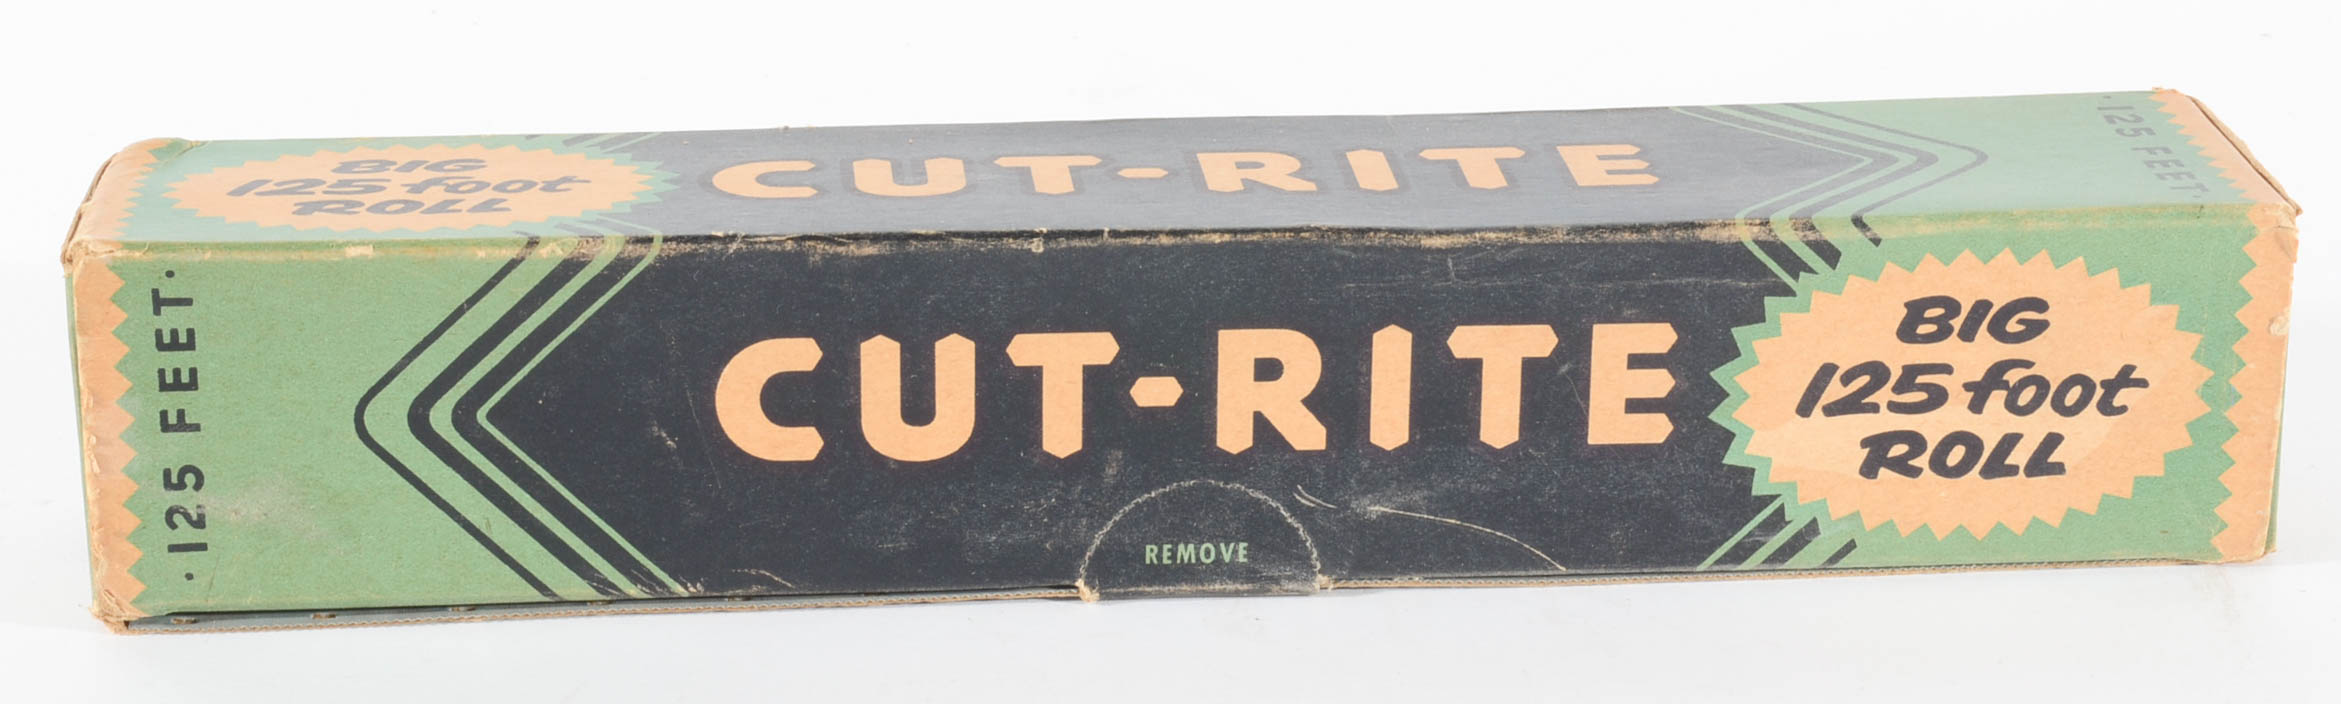 BIG
125 foot
ROLL
CUT-RITE
·125 FEET·
·125 FEET·
CUT-RITE
BIG
125 foot
ROLL
REMOVE